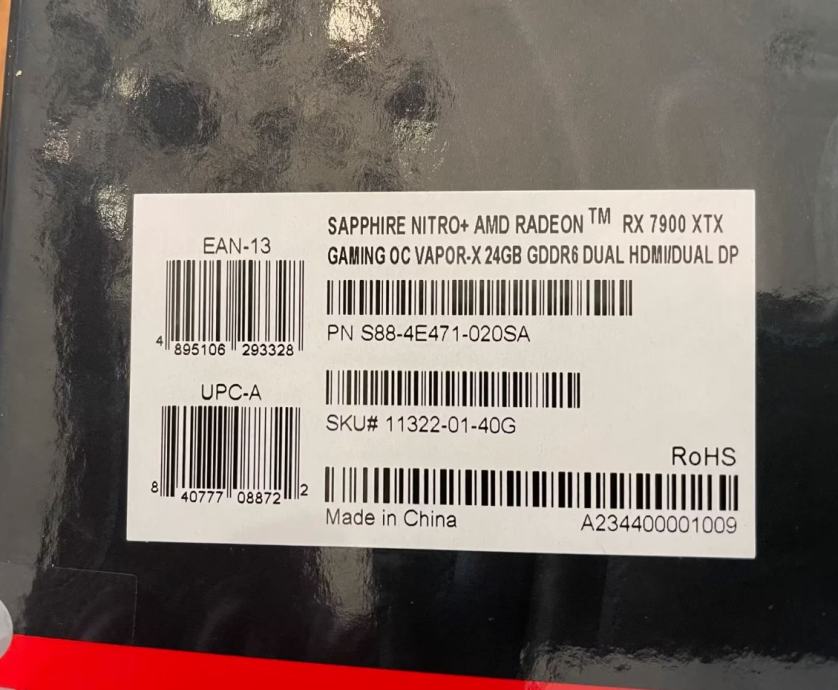 EAN-13
4 895106 293328
UPC-A
8 40777 08872 2
SAPPHIRE NITRO+ AMD RADEON™ RX 7900 XTX
GAMING OC VAPOR-X 24GB GDDR6 DUAL HDMI/DUAL DP
PN S88-4E471-020SA
SKU# 11322-01-40G
RoHS
Made in China A234400001009